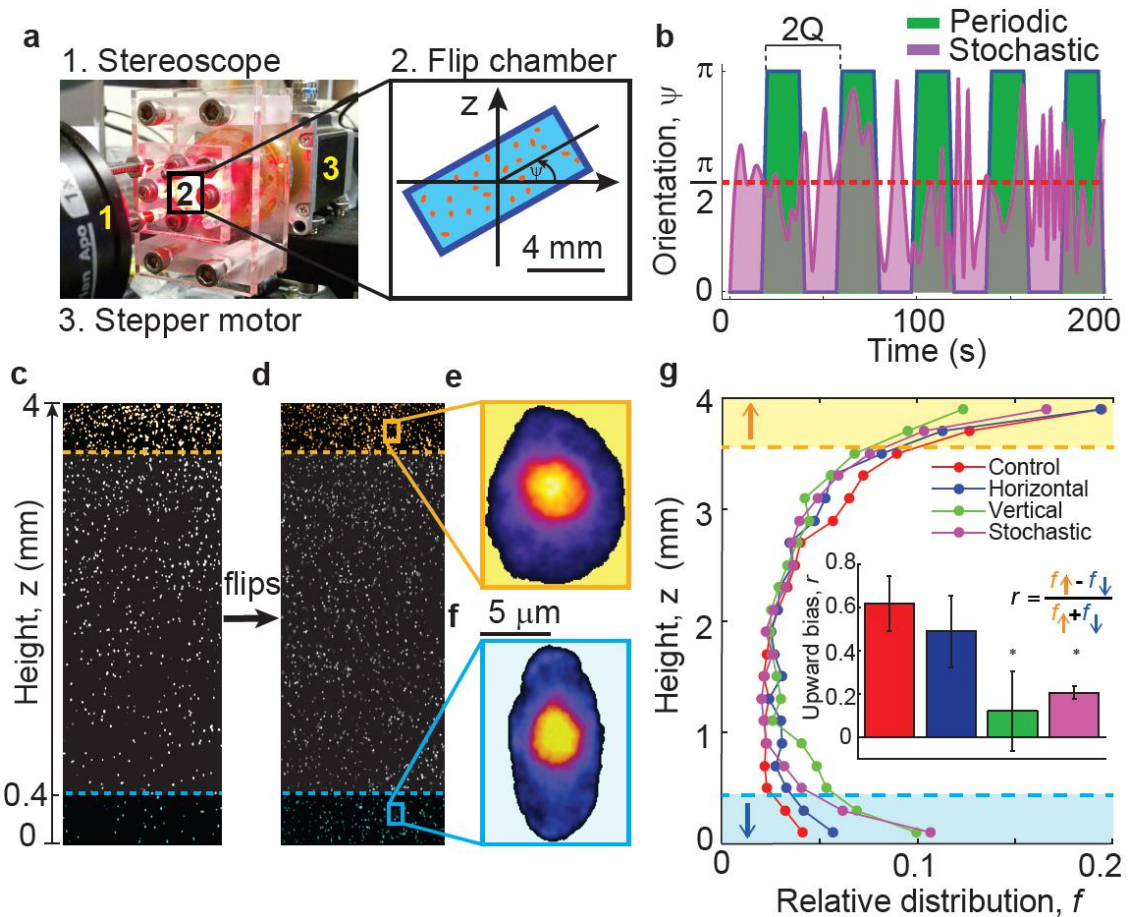 a
1. Stereoscope
2. Flip chamber
1
2
3
1X
an Apo
z
ψ
4 mm
3. Stepper motor
b
2Q
Periodic
Stochastic
Orientation, ψ
π
π
2
0
0
100
200
Time (s)
c
d
e
f
Height, z (mm)
4
0.4
0
flips
5 μm
g
Height, z (mm)
4
3
2
1
0
Control
Horizontal
Vertical
Stochastic
Upward bias, r
0.8
0.6
0.4
0.2
0
r = f↑ - f↓
f↑+f↓
*
*
0
0.1
0.2
Relative distribution, f